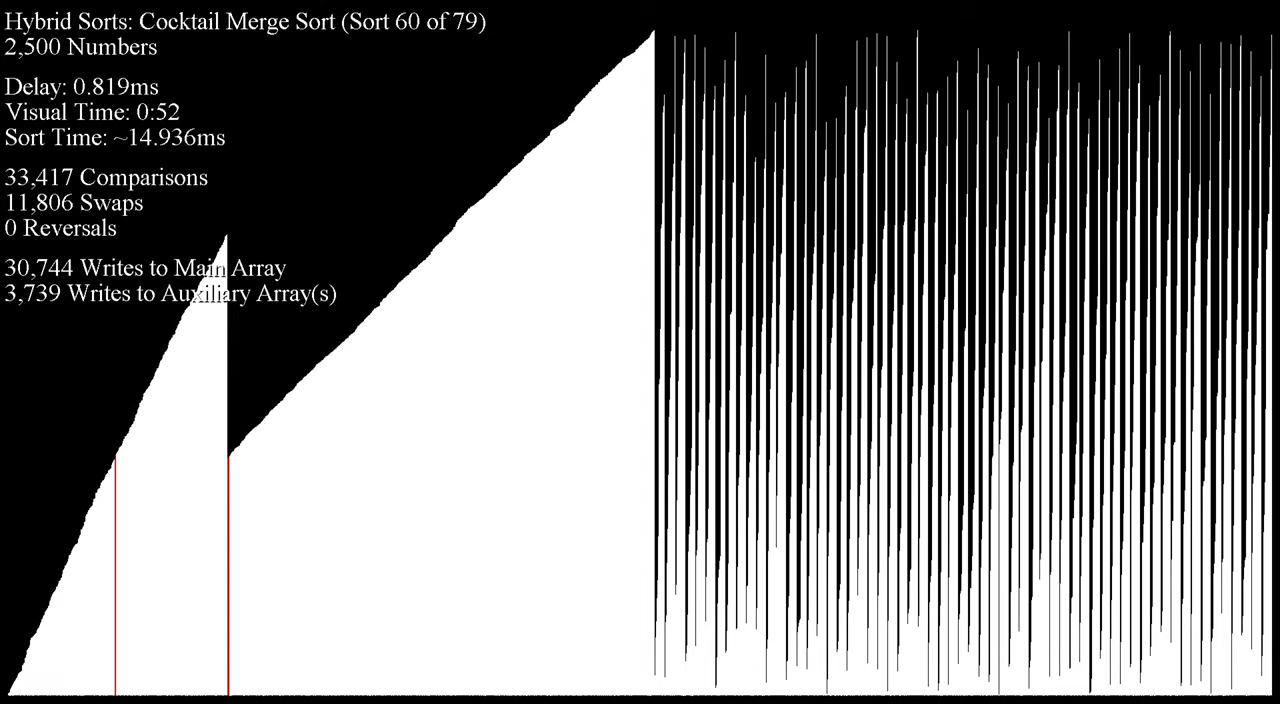 Hybrid Sorts: Cocktail Merge Sort (Sort 60 of 79)
2,500 Numbers
Delay: 0.819ms
Visual Time: 0:52
Sort Time: ~14.936ms
33,417 Comparisons
11,806 Swaps
0 Reversals
30,744 Writes to Main Array
3,739 Writes to Auxiliary Array(s)